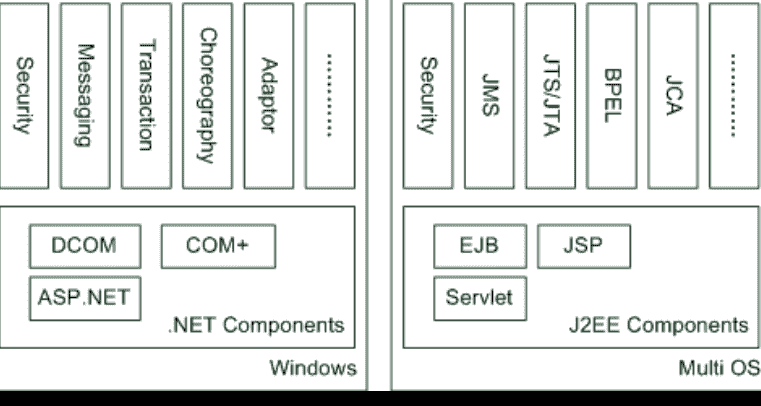 Security
Messaging
Transaction
Choreography
Adaptor
............
DCOM COM+
ASP.NET
.NET Components
Windows
Security
JMS
JTS/JTA
BPEL
JCA
............
EJB JSP
Servlet
J2EE Components
Multi OS